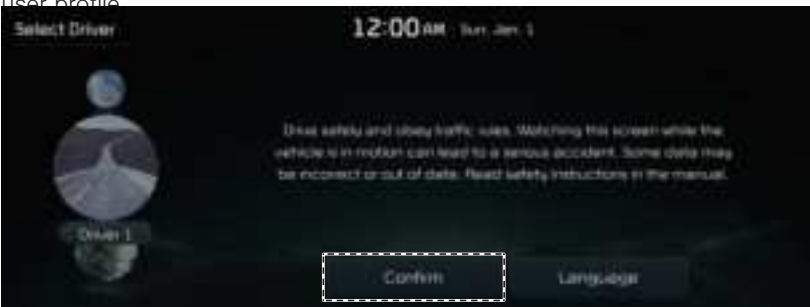 user profile
Select Driver
12:00 AM Sun. Jan. 1
Drive safely and obey traffic rules. Watching this screen while the
vehicle is in motion can lead to a serious accident. Some data may
be incorrect or out of date. Read safety instructions in the manual.
Driver 1
Confirm
Language